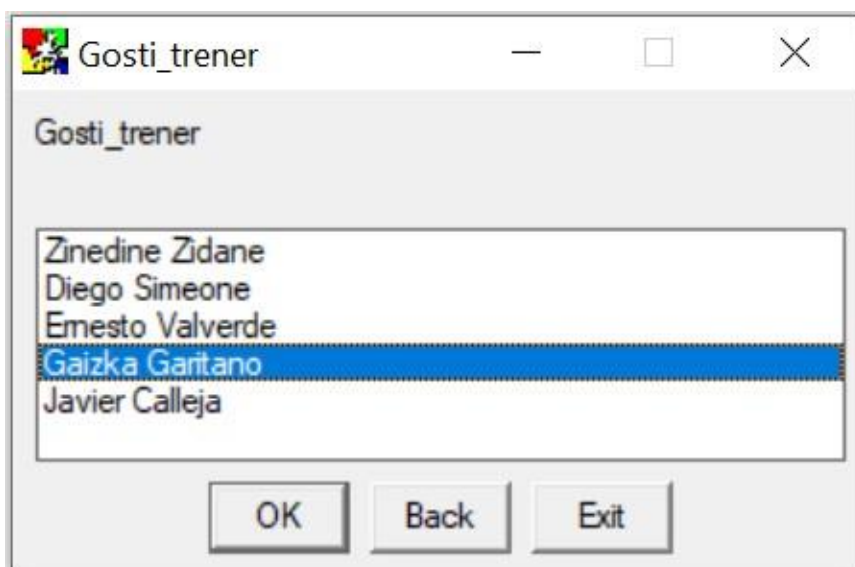 Gosti_trener
Gosti_trener
Zinedine Zidane
Diego Simeone
Ernesto Valverde
Gaizka Garitano
Javier Calleja
OK Back Exit